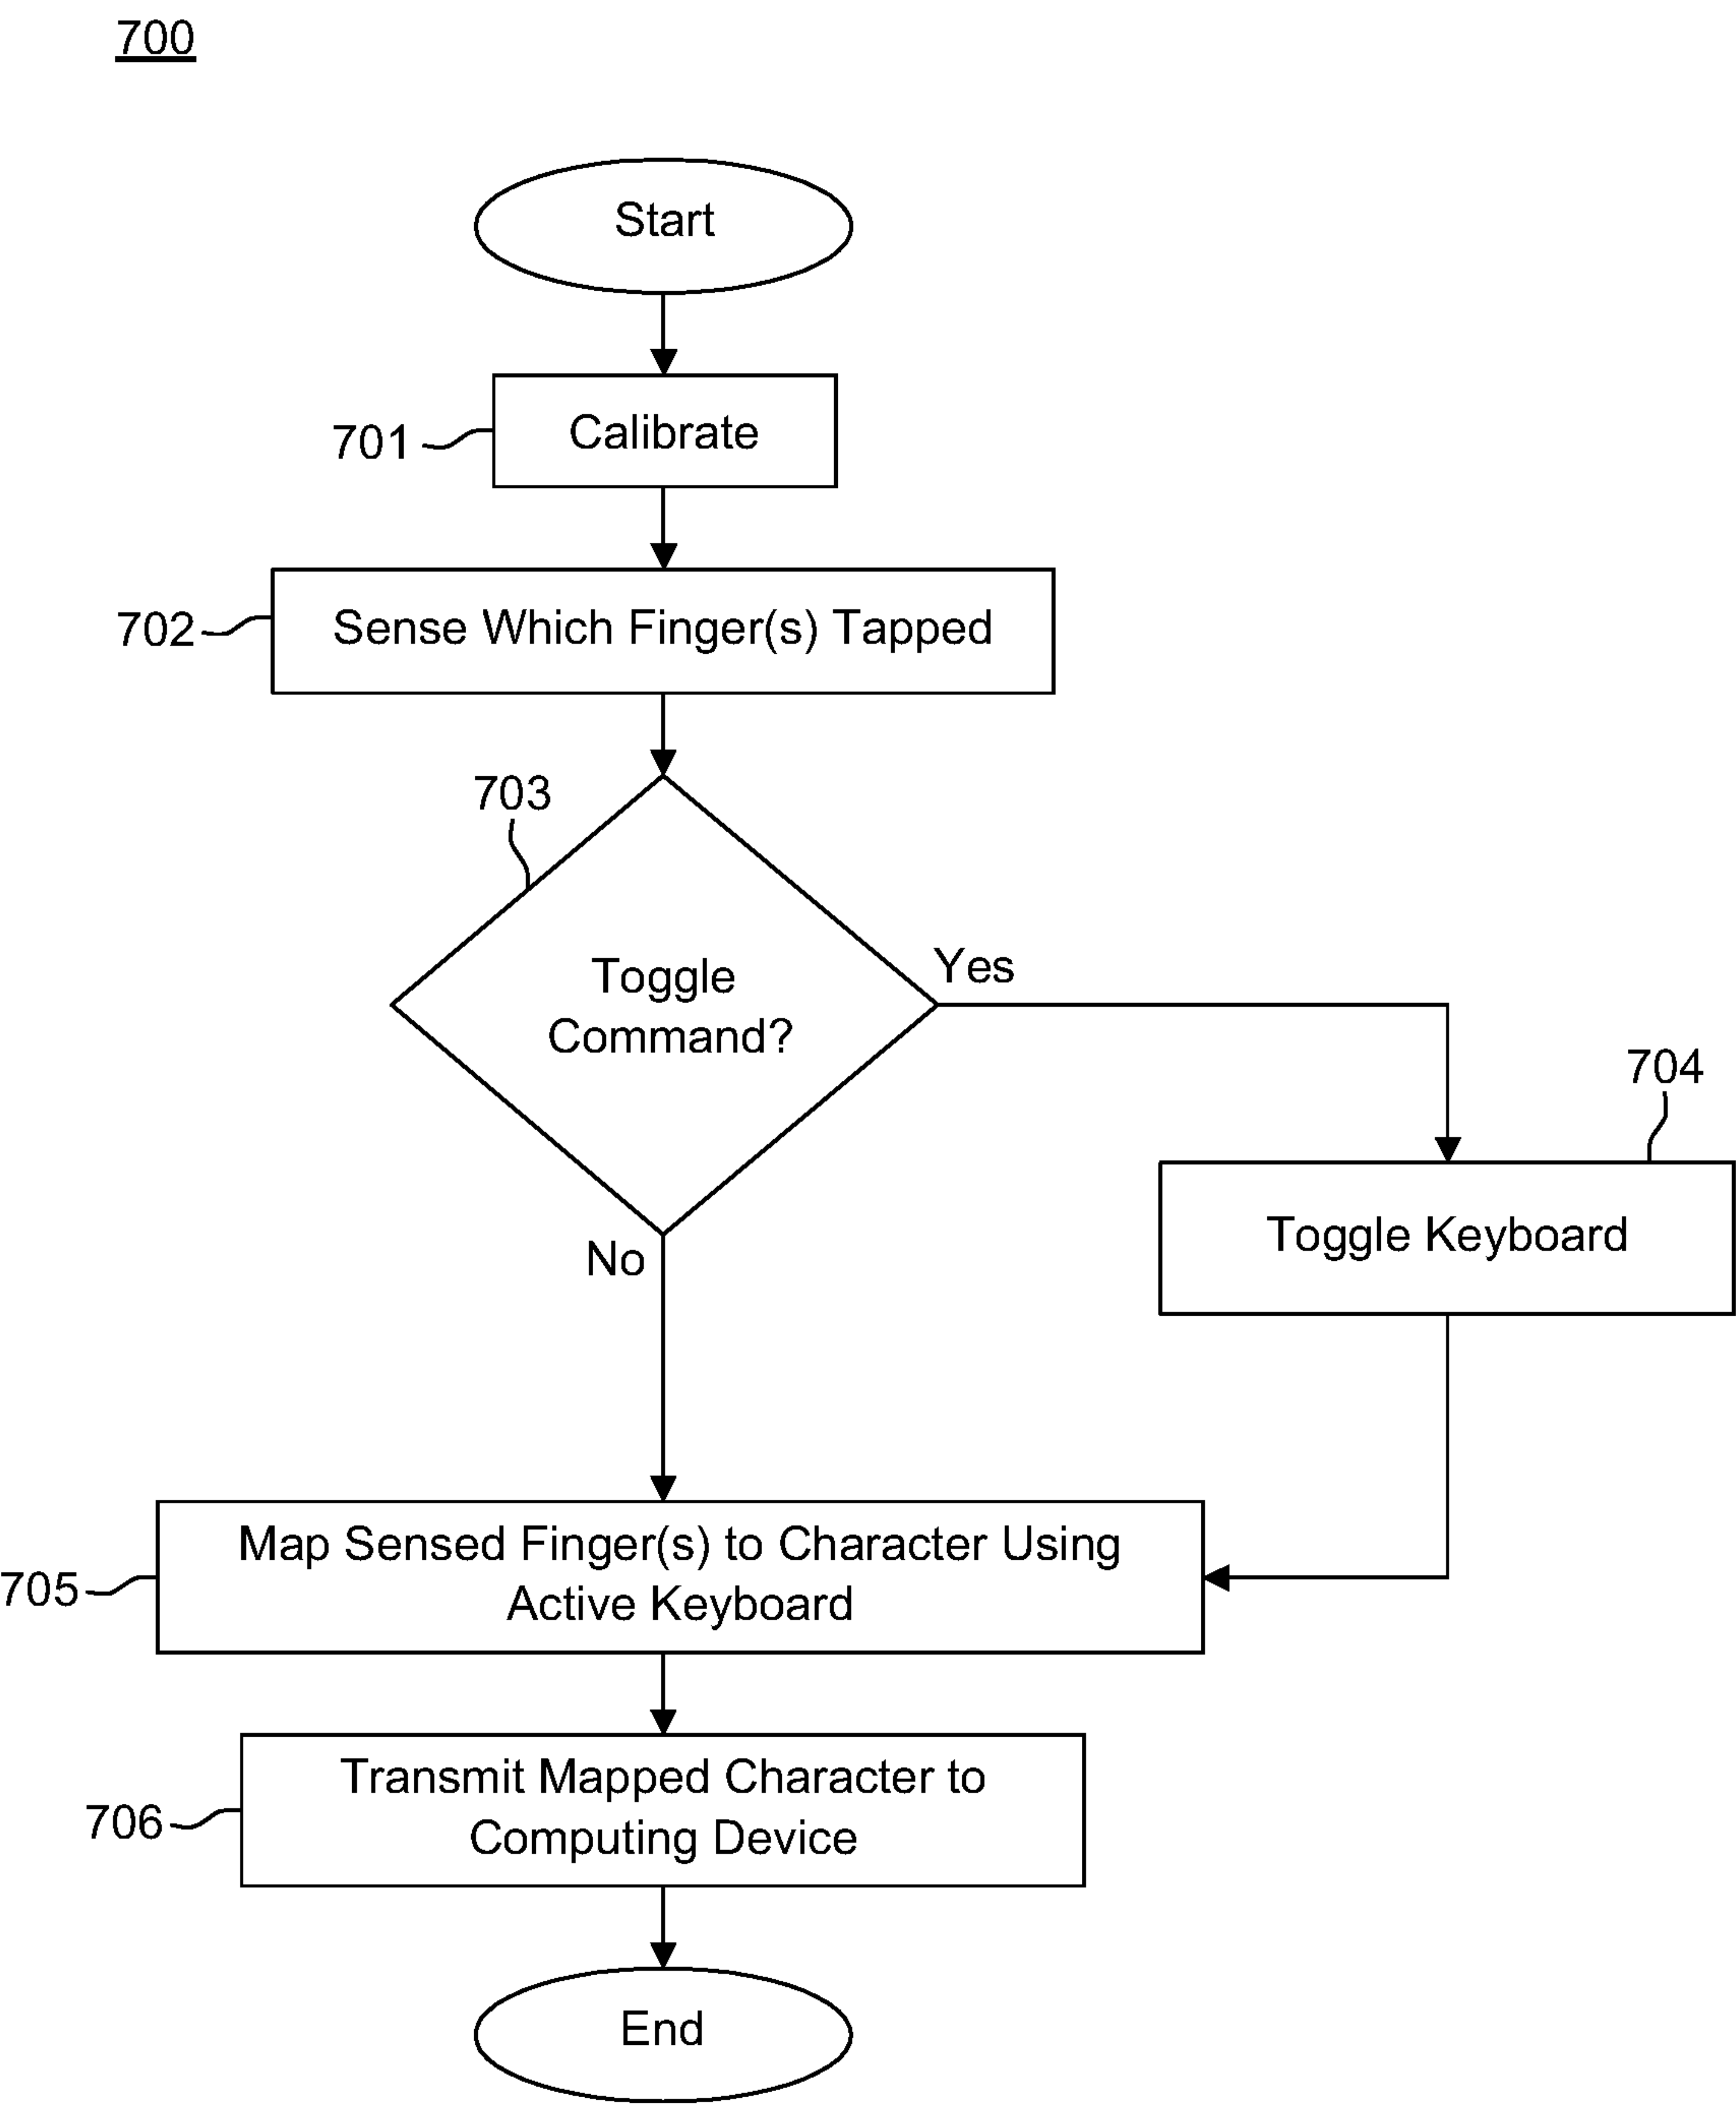 700
Start
701
Calibrate
702
Sense Which Finger(s) Tapped
703
Toggle
Command?
Yes
704
Toggle Keyboard
No
705
Map Sensed Finger(s) to Character Using
Active Keyboard
706
Transmit Mapped Character to
Computing Device
End